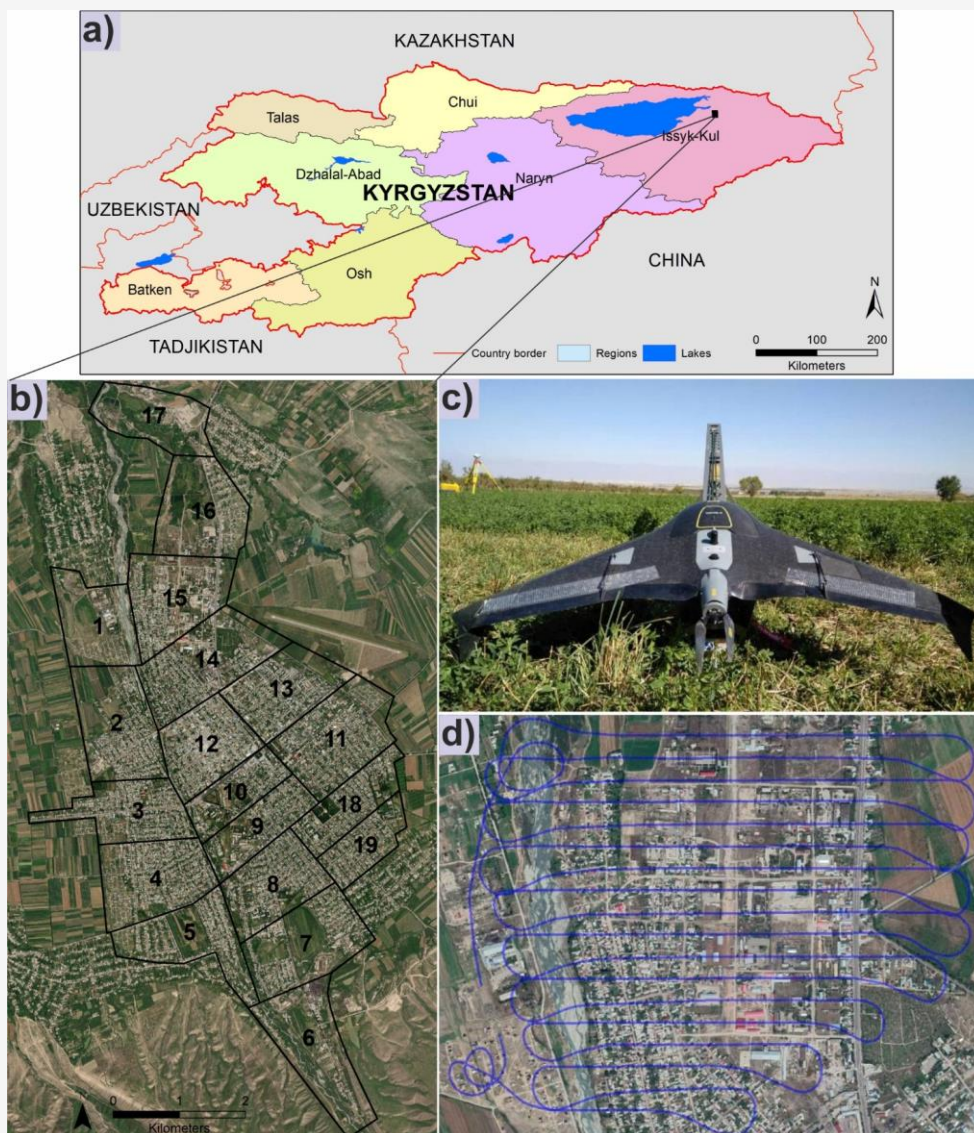 a)
KAZAKHSTAN
Chui
Talas
Issyk-Kul
Dzhalal-Abad
Naryn
KYRGYZSTAN
UZBEKISTAN
CHINA
Osh
Batken
N
TADJIKISTAN
Country border
Regions
Lakes
0 100 200
Kilometers
b)
17
16
15
1
14
13
2
12
11
10
3
18
9
19
4
8
5
7
6
0 1 2
Kilometers
c)
d)